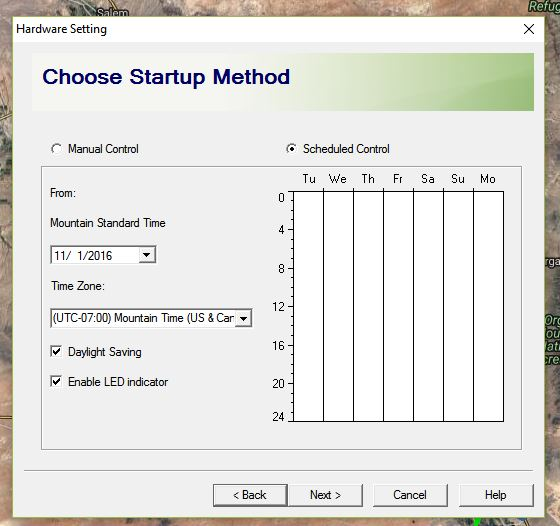 Salem
Refug
Hardware Setting
Choose Startup Method
Manual Control
Scheduled Control
From:
Mountain Standard Time
11/ 1/2016
Time Zone:
(UTC-07:00) Mountain Time (US & Car
Daylight Saving
Enable LED indicator
Tu We Th Fr Sa Su Mo
0
4
8
12
16
20
24
< Back
Next >
Cancel
Help